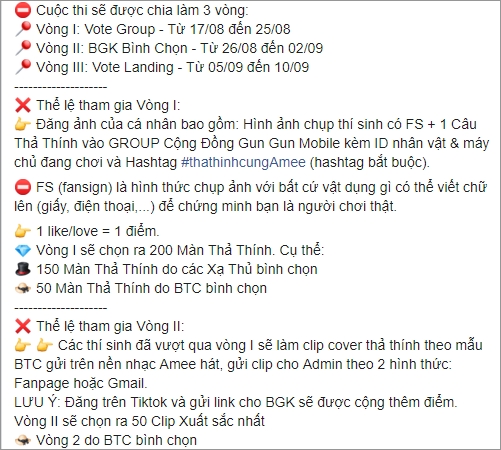 ⛔ Cuộc thi sẽ được chia làm 3 vòng:
📍 Vòng I: Vote Group - Từ 17/08 đến 25/08
📍 Vòng II: BGK Bình Chọn - Từ 26/08 đến 02/09
📍 Vòng III: Vote Landing - Từ 05/09 đến 10/09
--------------------
❌ Thể lệ tham gia Vòng I:
👉 Đăng ảnh của cá nhân bao gồm: Hình ảnh chụp thí sinh có FS + 1 Câu
Thả Thính vào GROUP Cộng Đồng Gun Gun Mobile kèm ID nhân vật & máy
chủ đang chơi và Hashtag #thathinhcungAmee (hashtag bắt buộc).
⛔ FS (fansign) là hình thức chụp ảnh với bất cứ vật dụng gì có thể viết chữ
lên (giấy, điện thoại,...) để chứng minh bạn là người chơi thật.
👉 1 like/love = 1 điểm.
💎 Vòng I sẽ chọn ra 200 Màn Thả Thính. Cụ thể:
🎩 150 Màn Thả Thính do các Xạ Thủ bình chọn
👒 50 Màn Thả Thính do BTC bình chọn
--------------------
❌ Thể lệ tham gia Vòng II:
👉 👉 Các thí sinh đã vượt qua vòng I sẽ làm clip cover thả thính theo mẫu
BTC gửi trên nền nhạc Amee hát, gửi clip cho Admin theo 2 hình thức:
Fanpage hoặc Gmail.
LƯU Ý: Đăng trên Tiktok và gửi link cho BGK sẽ được cộng thêm điểm.
Vòng II sẽ chọn ra 50 Clip Xuất sắc nhất
👒 Vòng 2 do BTC bình chọn